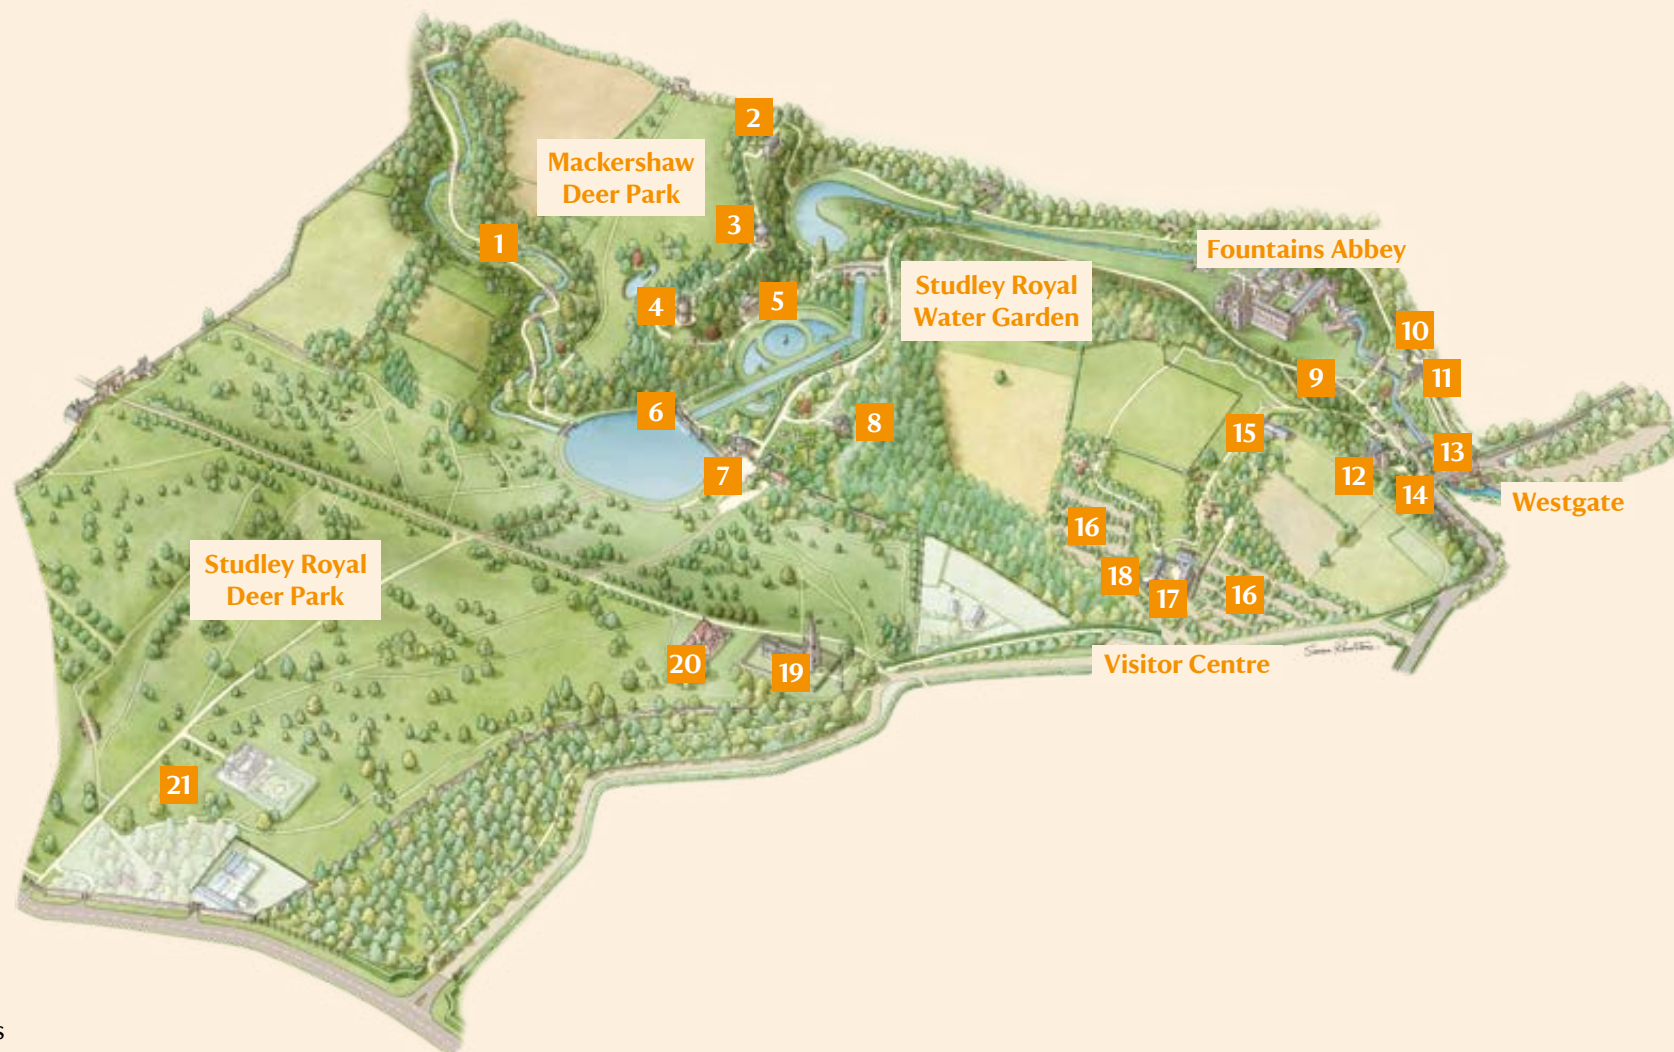 2
Mackershaw
Deer Park
3
1
Fountains Abbey
Studley Royal
Water Garden
4
5
10
9
11
6
8
7
15
13
12
14
Westgate
16
18
17
16
Studley Royal
Deer Park
20
19
Visitor Centre
21
s